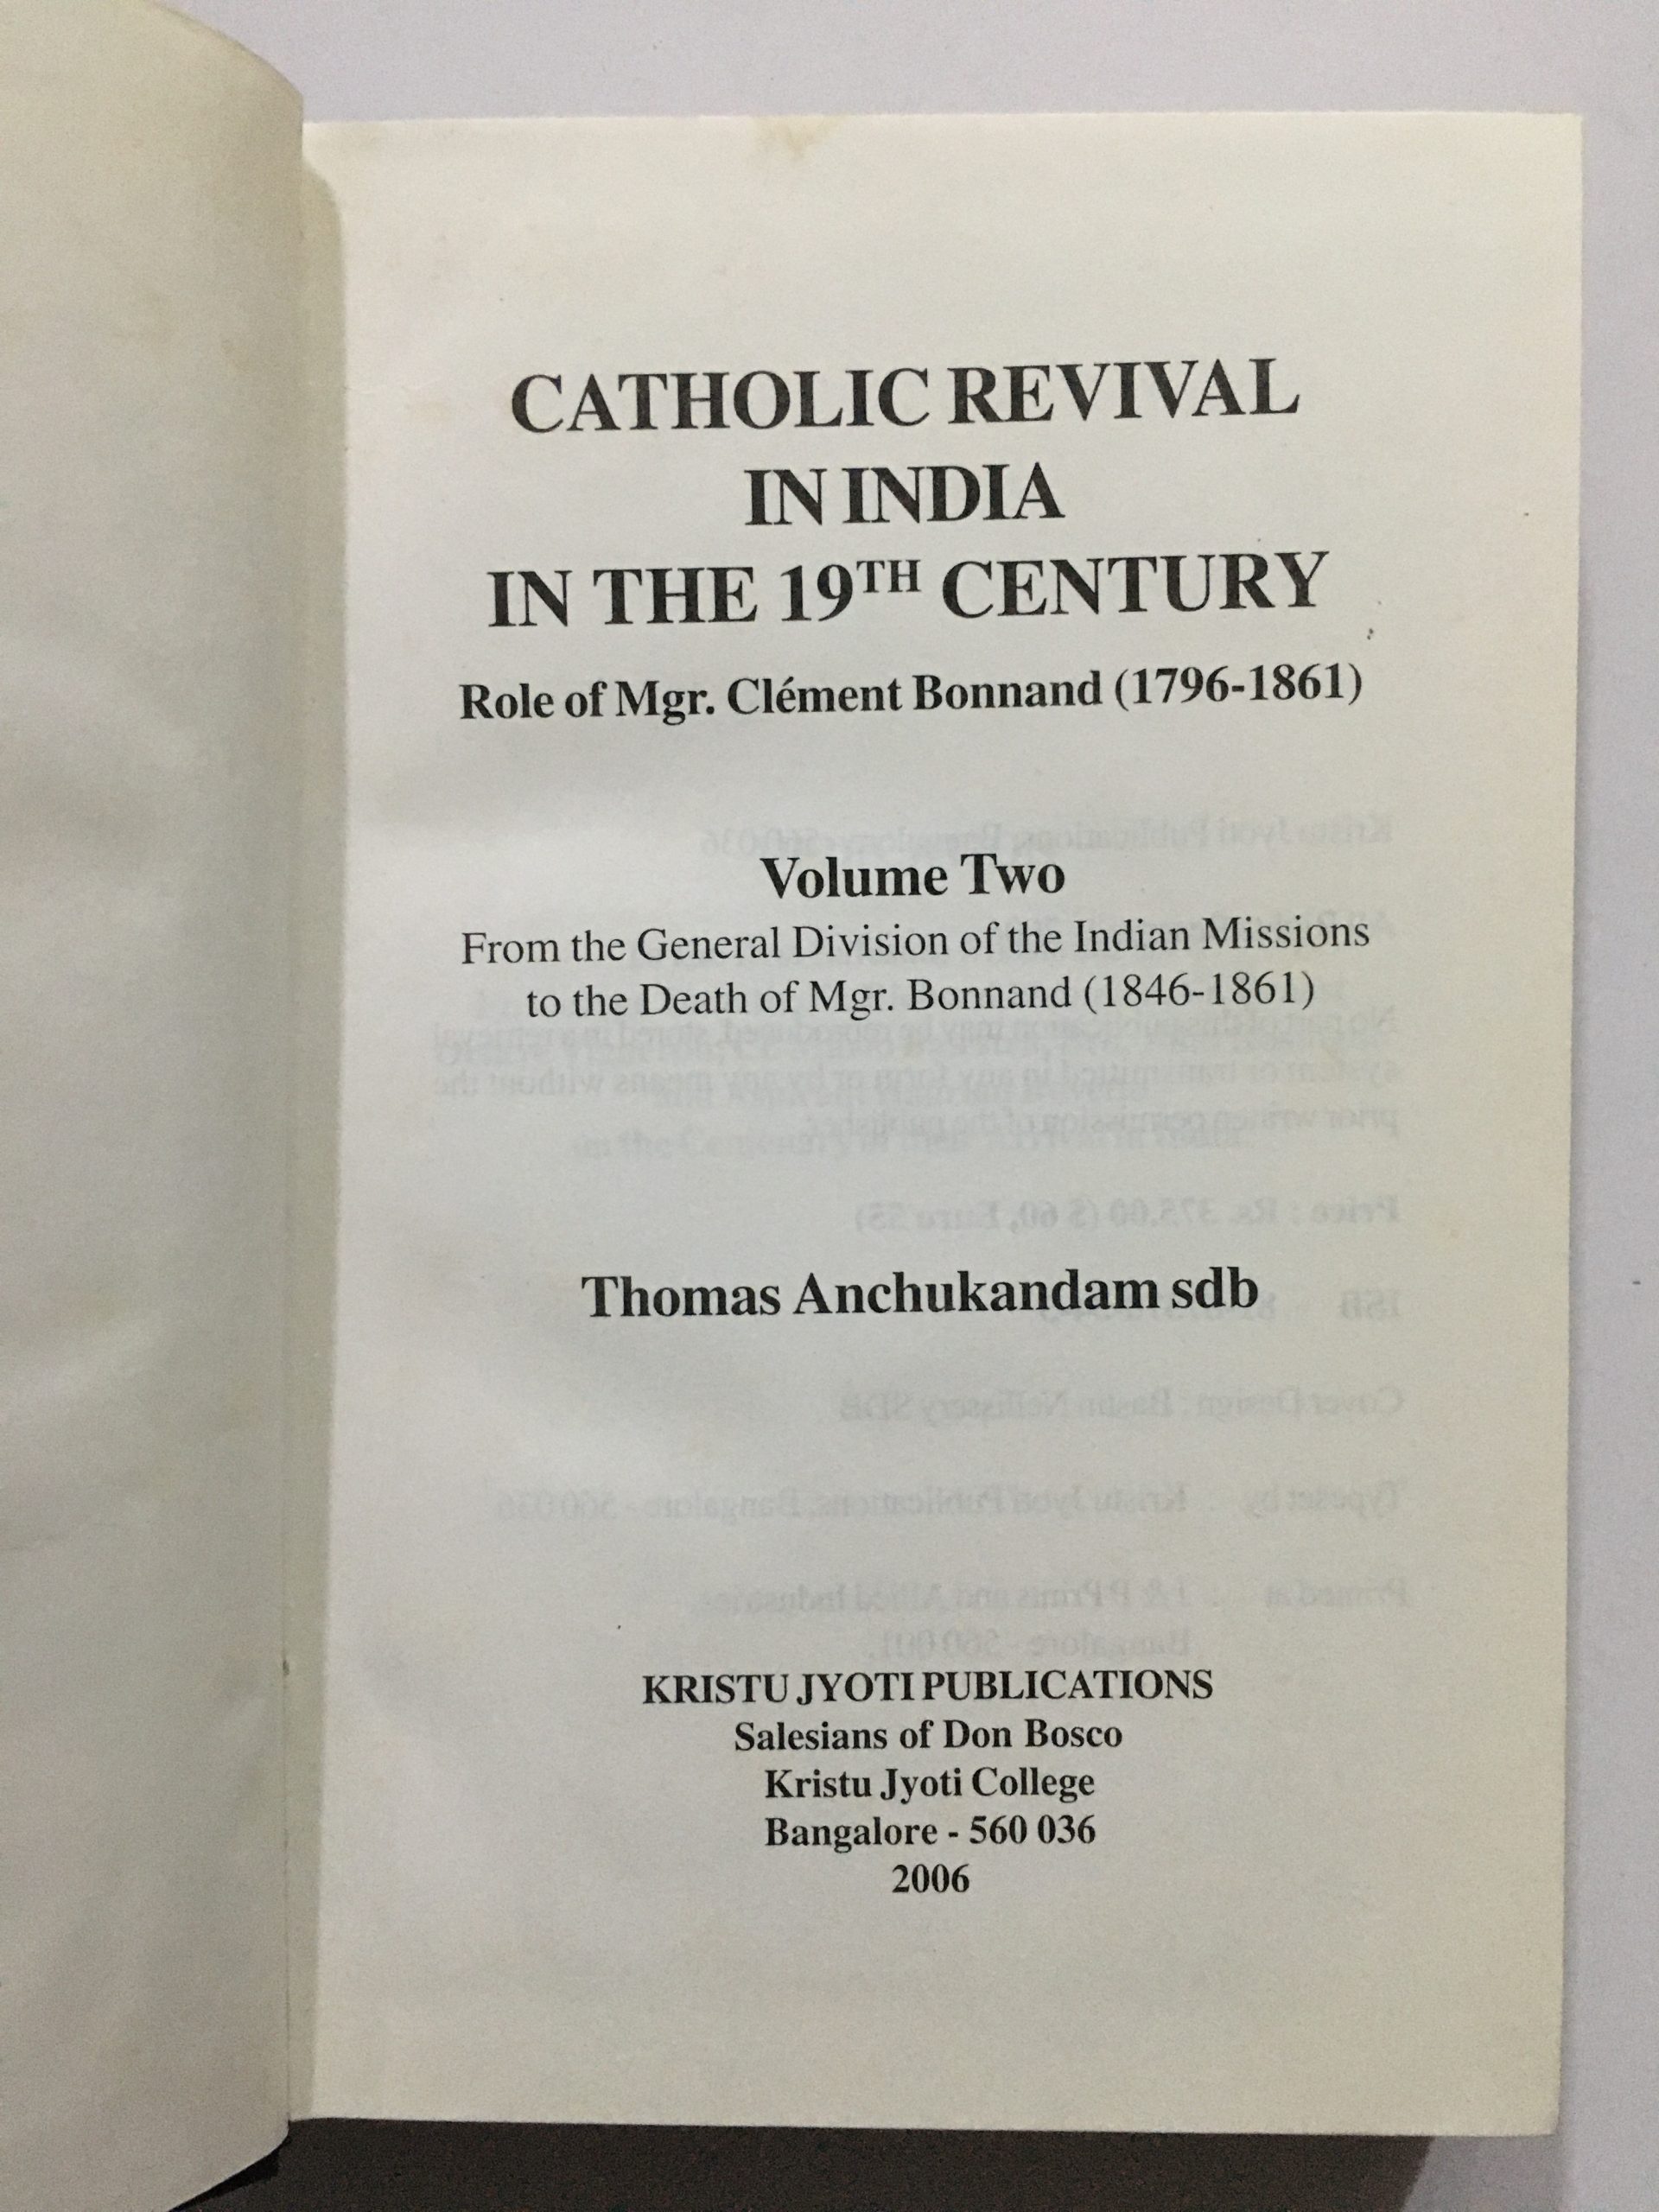 CATHOLIC REVIVAL
IN INDIA
IN THE 19TH CENTURY
Role of Mgr. Clément Bonnand (1796-1861)
Volume Two
From the General Division of the Indian Missions
to the Death of Mgr. Bonnand (1846-1861)
Thomas Anchukandam sdb
KRISTU JYOTI PUBLICATIONS
Salesians of Don Bosco
Kristu Jyoti College
Bangalore - 560 036
2006